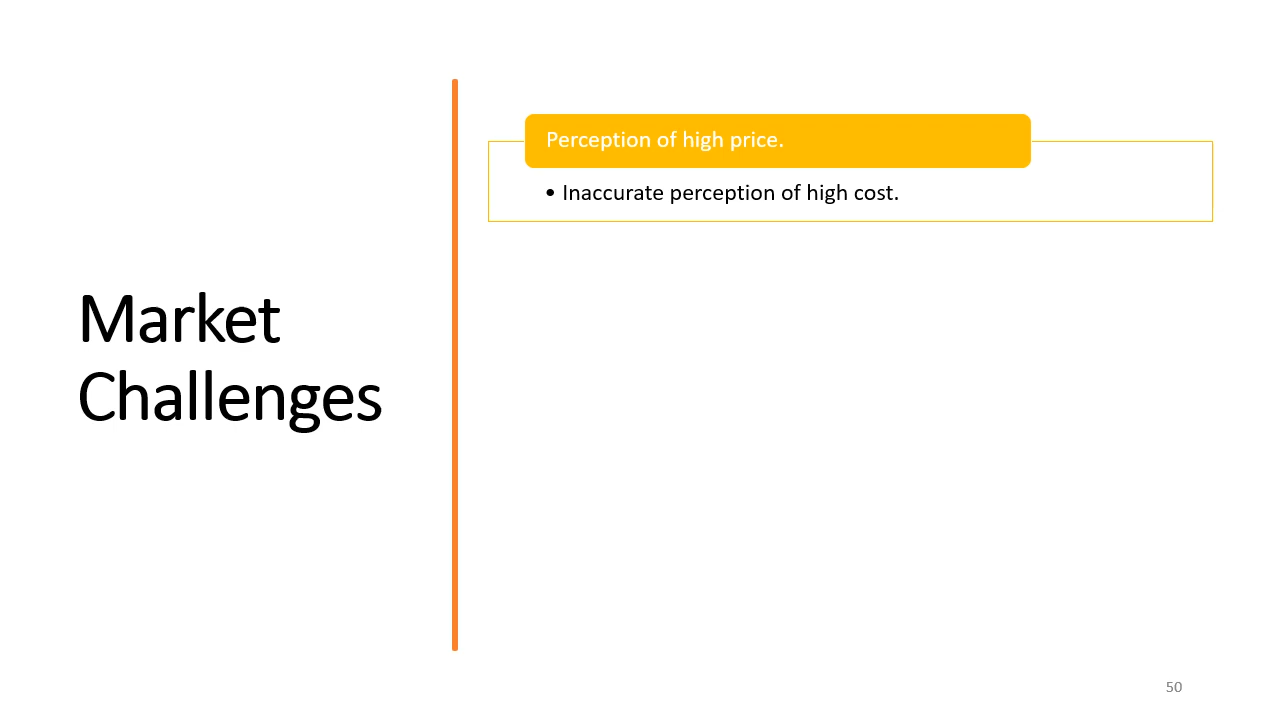 Market
Challenges
Perception of high price.
• Inaccurate perception of high cost.
50